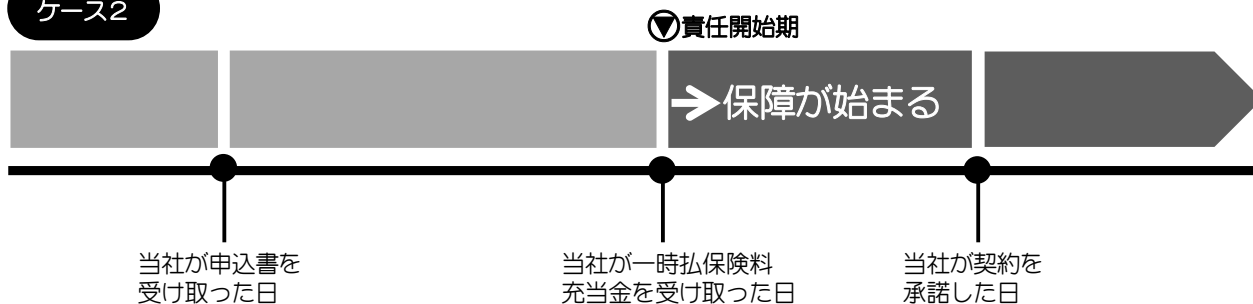 ケース2
責任開始期
保障が始まる
当社が申込書を
受け取った日
当社が一時払保険料
充当金を受け取った日
当社が契約を
承諾した日